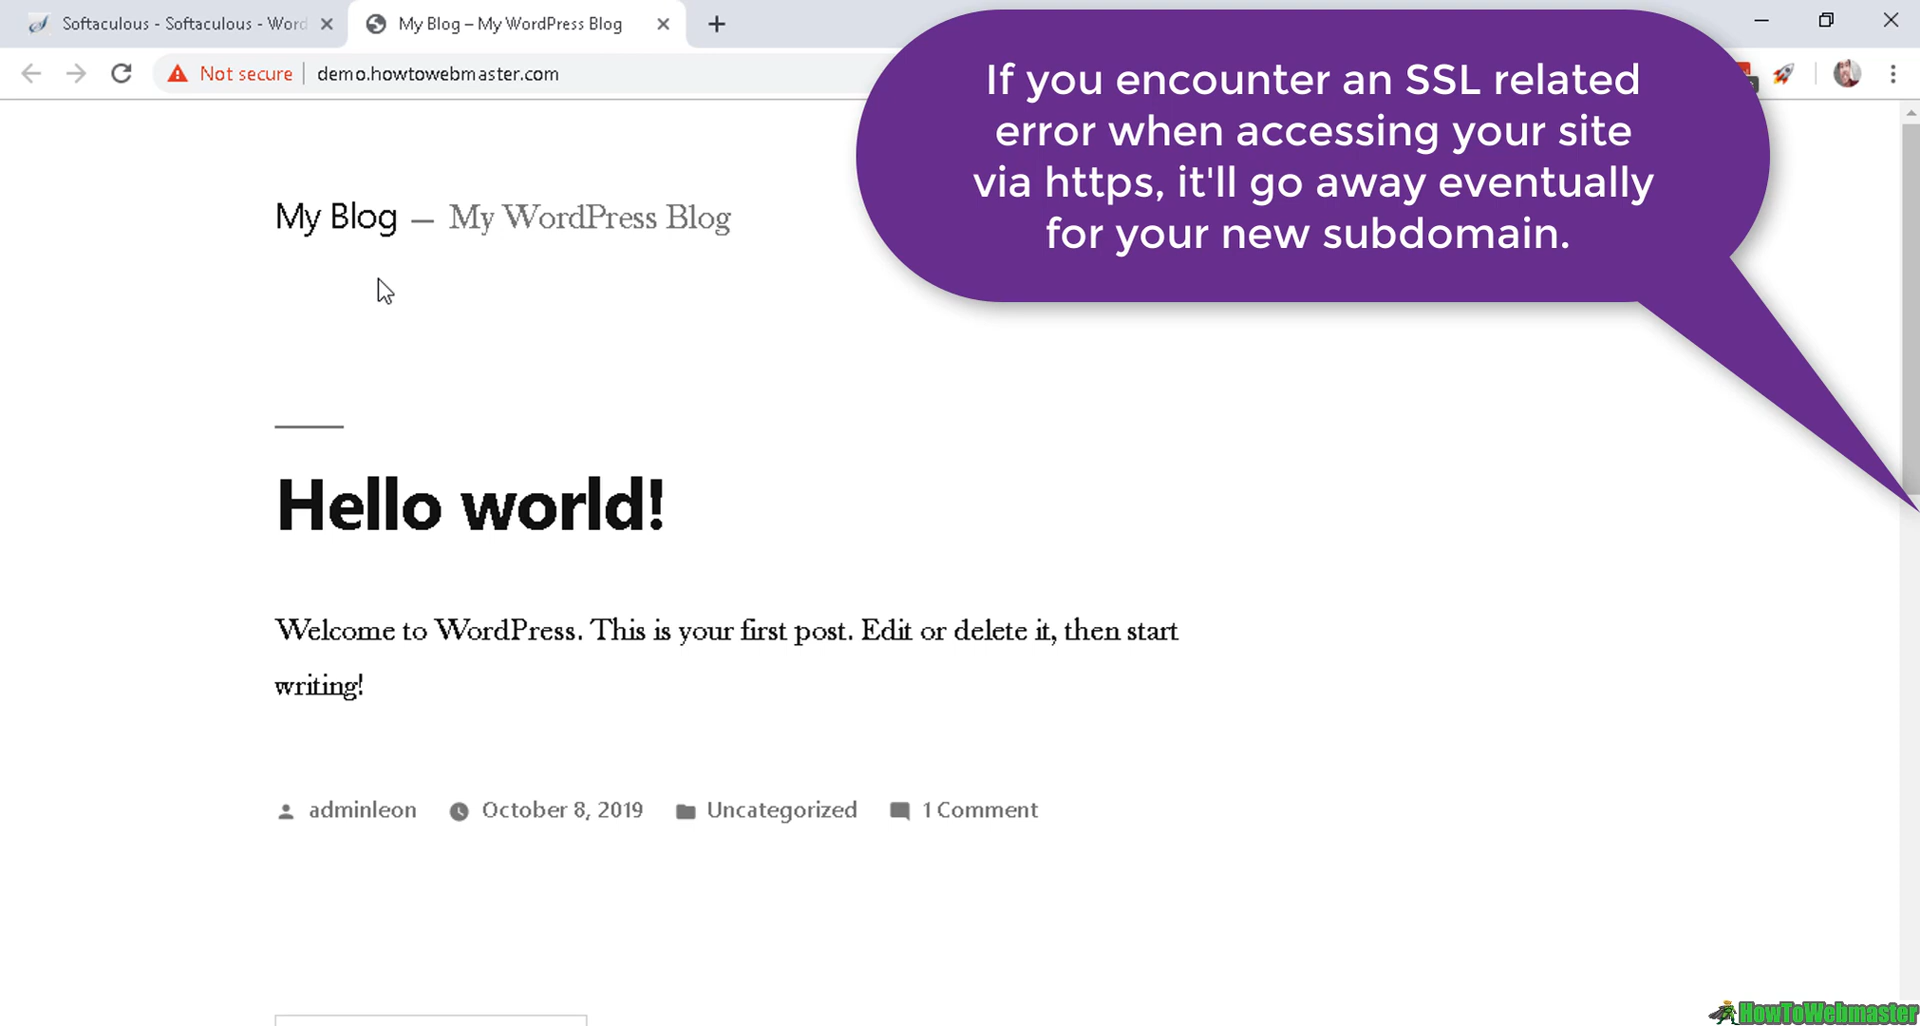 Softaculous - Softaculous - Word
My Blog – My WordPress Blog
Not secure
demo.howtowebmaster.com
If you encounter an SSL related
error when accessing your site
via https, it'll go away eventually
for your new subdomain.
My Blog — My WordPress Blog
Hello world!
Welcome to WordPress. This is your first post. Edit or delete it, then start
writing!
adminleon October 8, 2019 Uncategorized 1 Comment
HowToWebmaster